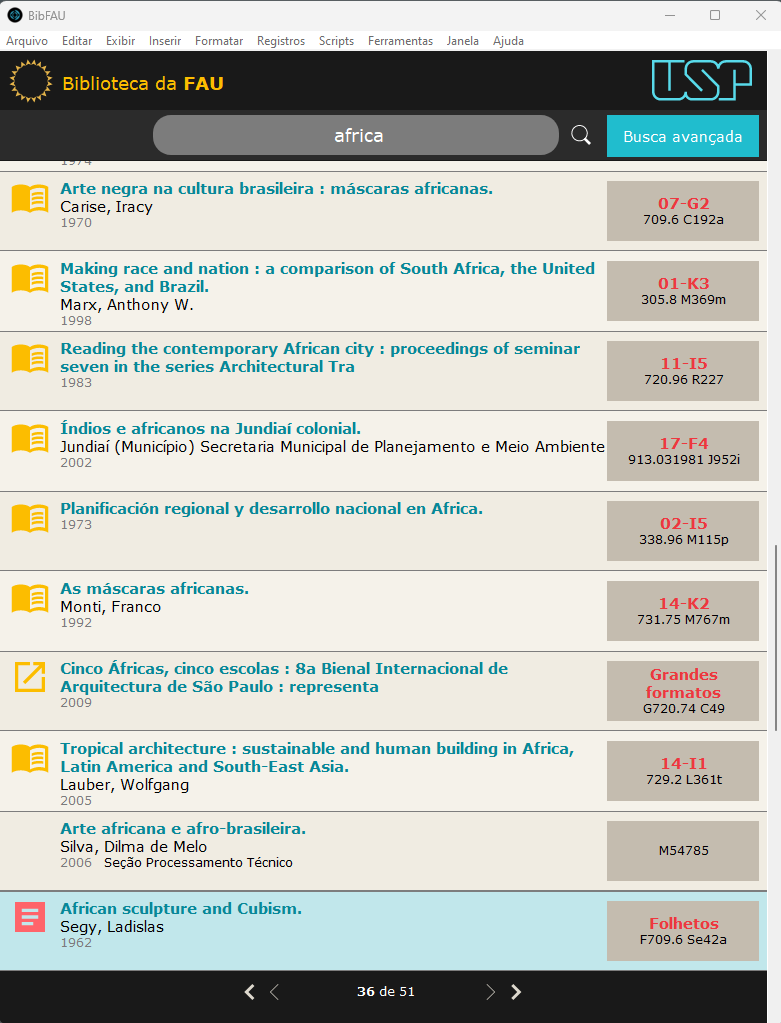 BibFAU
Arquivo Editar Exibir Inserir Formatar Registros Scripts Ferramentas Janela Ajuda
Biblioteca da FAU
USP
africa
Busca avançada
1974
Arte negra na cultura brasileira : máscaras africanas.
Carise, Iracy
1970
07-G2
709.6 C192a
Making race and nation : a comparison of South Africa, the United
States, and Brazil.
Marx, Anthony W.
1998
01-K3
305.8 M369m
Reading the contemporary African city : proceedings of seminar
seven in the series Architectural Tra
1983
11-I5
720.96 R227
Índios e africanos na Jundiaí colonial.
Jundiaí (Município) Secretaria Municipal de Planejamento e Meio Ambiente
2002
17-F4
913.031981 J952i
Planificación regional y desarrollo nacional en Africa.
1973
02-I5
338.96 M115p
As máscaras africanas.
Monti, Franco
1992
14-K2
731.75 M767m
Cinco Áfricas, cinco escolas : 8a Bienal Internacional de
Arquitectura de São Paulo : representa
2009
Grandes
formatos
G720.74 C49
Tropical architecture : sustainable and human building in Africa,
Latin America and South-East Asia.
Lauber, Wolfgang
2005
14-I1
729.2 L361t
Arte africana e afro-brasileira.
Silva, Dilma de Melo
2006 Seção Processamento Técnico
M54785
African sculpture and Cubism.
Segy, Ladislas
1962
Folhetos
F709.6 Se42a
36 de 51